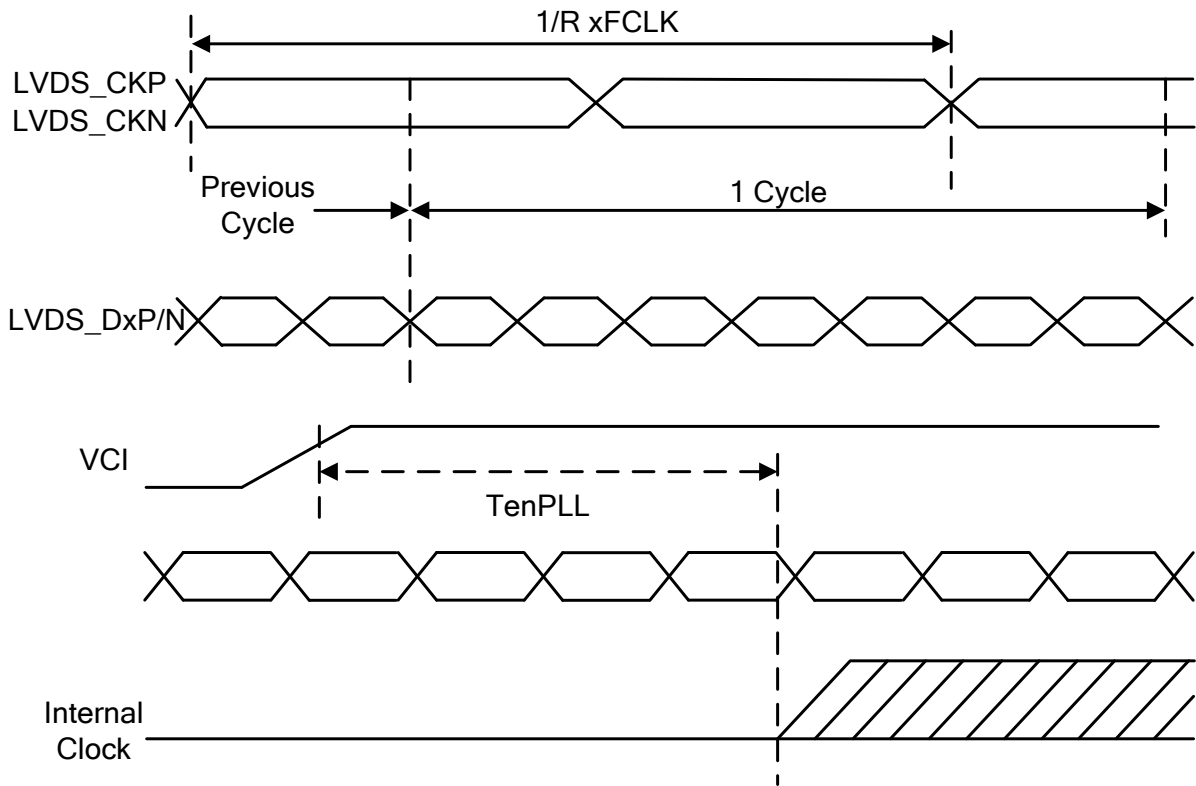 1/R xFCLK
LVDS_CKP
LVDS_CKN
Previous
Cycle
1 Cycle
LVDS_DxP/N
VCI
TenPLL
Internal
Clock